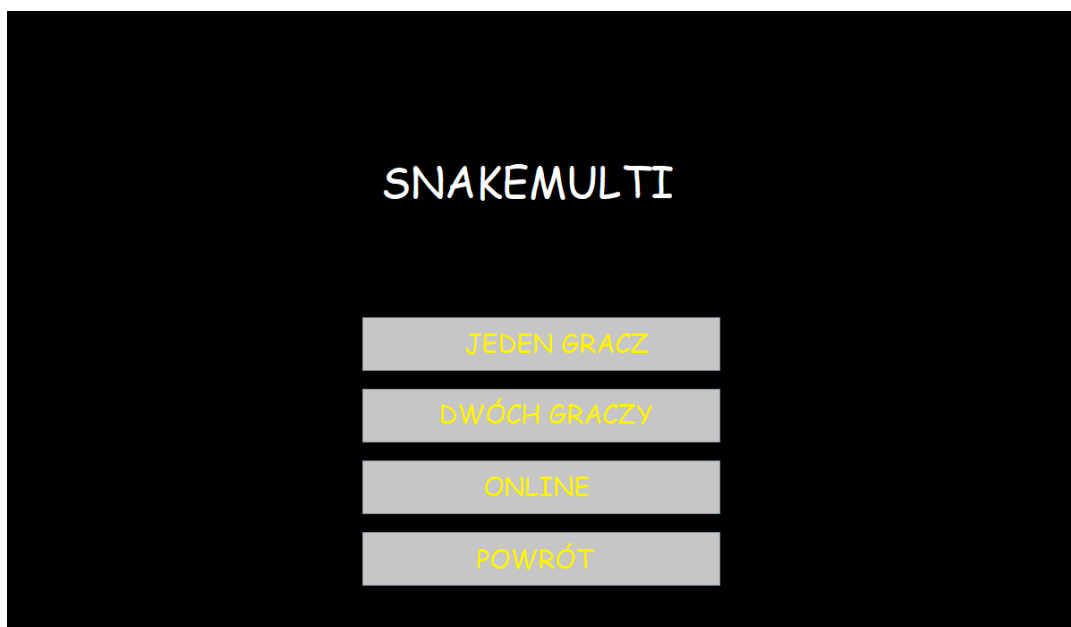 SNAKEMULTI
JEDEN GRACZ
DWÓCH GRACZY
ONLINE
POWRÓT